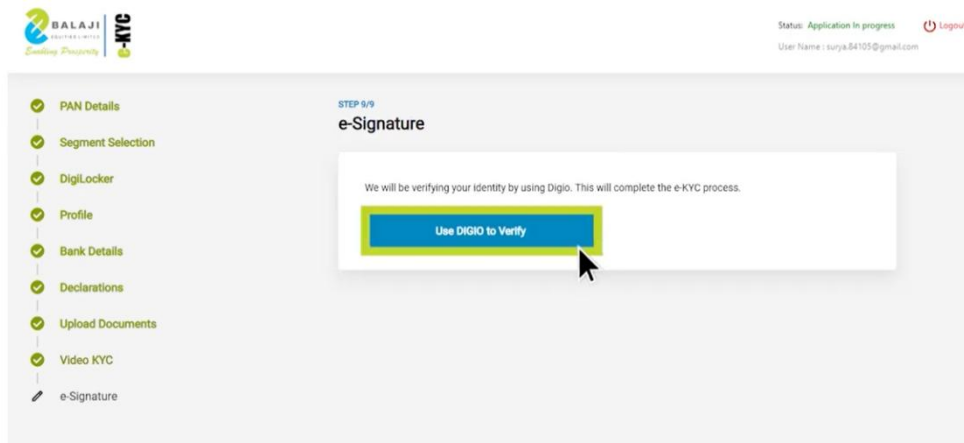 BALAJI
EQUITIES LIMITED
Enabling Prosperity
e-KYC
Status: Application In progress
Logout
User Name : surya.84105@gmail.com
PAN Details
Segment Selection
DigiLocker
Profile
Bank Details
Declarations
Upload Documents
Video KYC
e-Signature
STEP 9/9
e-Signature
We will be verifying your identity by using Digio. This will complete the e-KYC process.
Use DIGIO to Verify